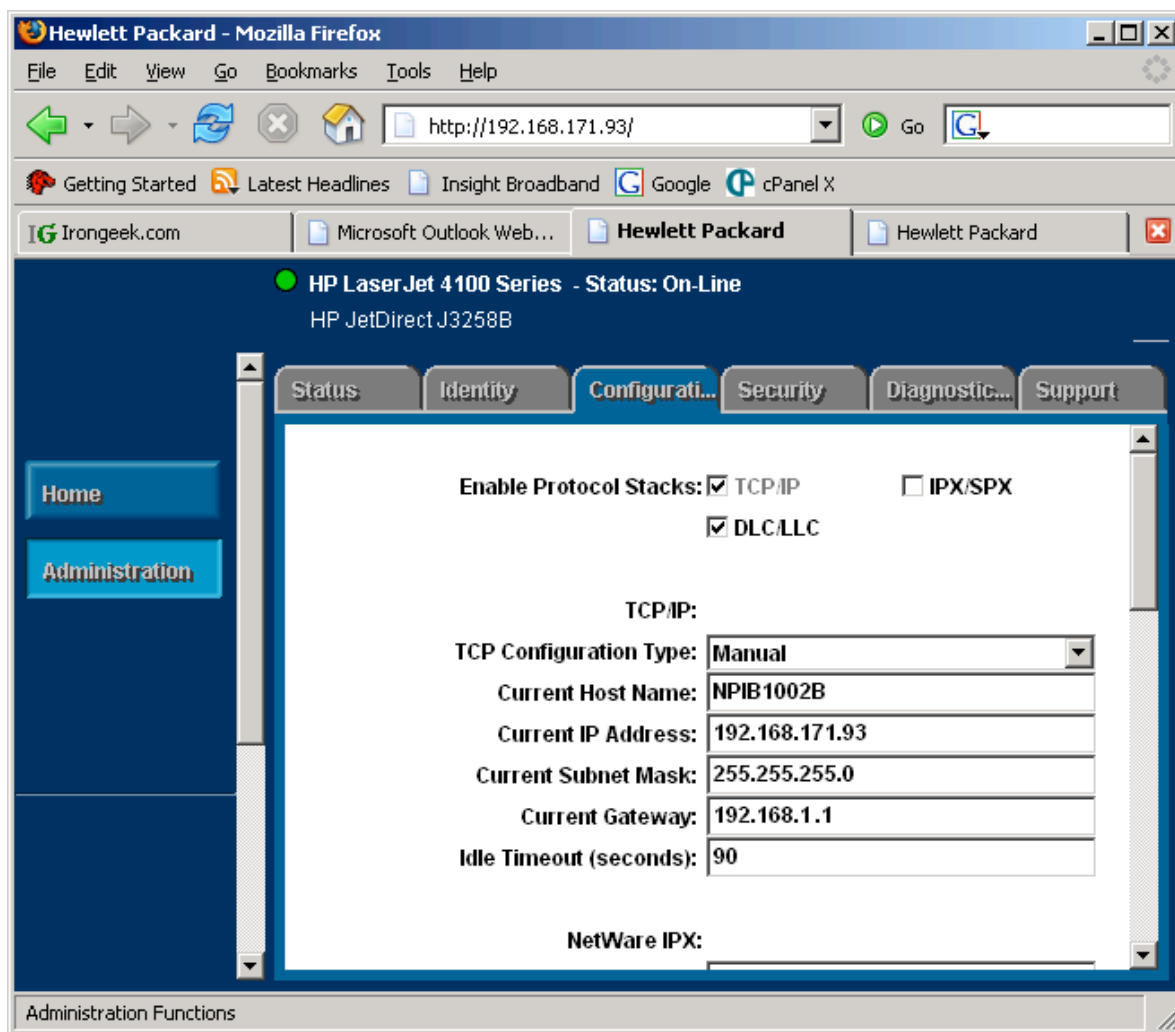 Hewlett Packard - Mozilla Firefox
File Edit View Go Bookmarks Tools Help
http://192.168.171.93/ Go G
Getting Started Latest Headlines Insight Broadband G Google cPanel X
IG Irongeek.com Microsoft Outlook Web... Hewlett Packard Hewlett Packard
HP LaserJet 4100 Series - Status: On-Line
HP JetDirect J3258B
Status Identity Configurati... Security Diagnostic... Support
Home
Administration
Enable Protocol Stacks: TCP/IP IPX/SPX
DLC/LLC
TCP/IP:
TCP Configuration Type: Manual
Current Host Name: NPIB1002B
Current IP Address: 192.168.171.93
Current Subnet Mask: 255.255.255.0
Current Gateway: 192.168.1.1
Idle Timeout (seconds): 90
NetWare IPX:
Administration Functions